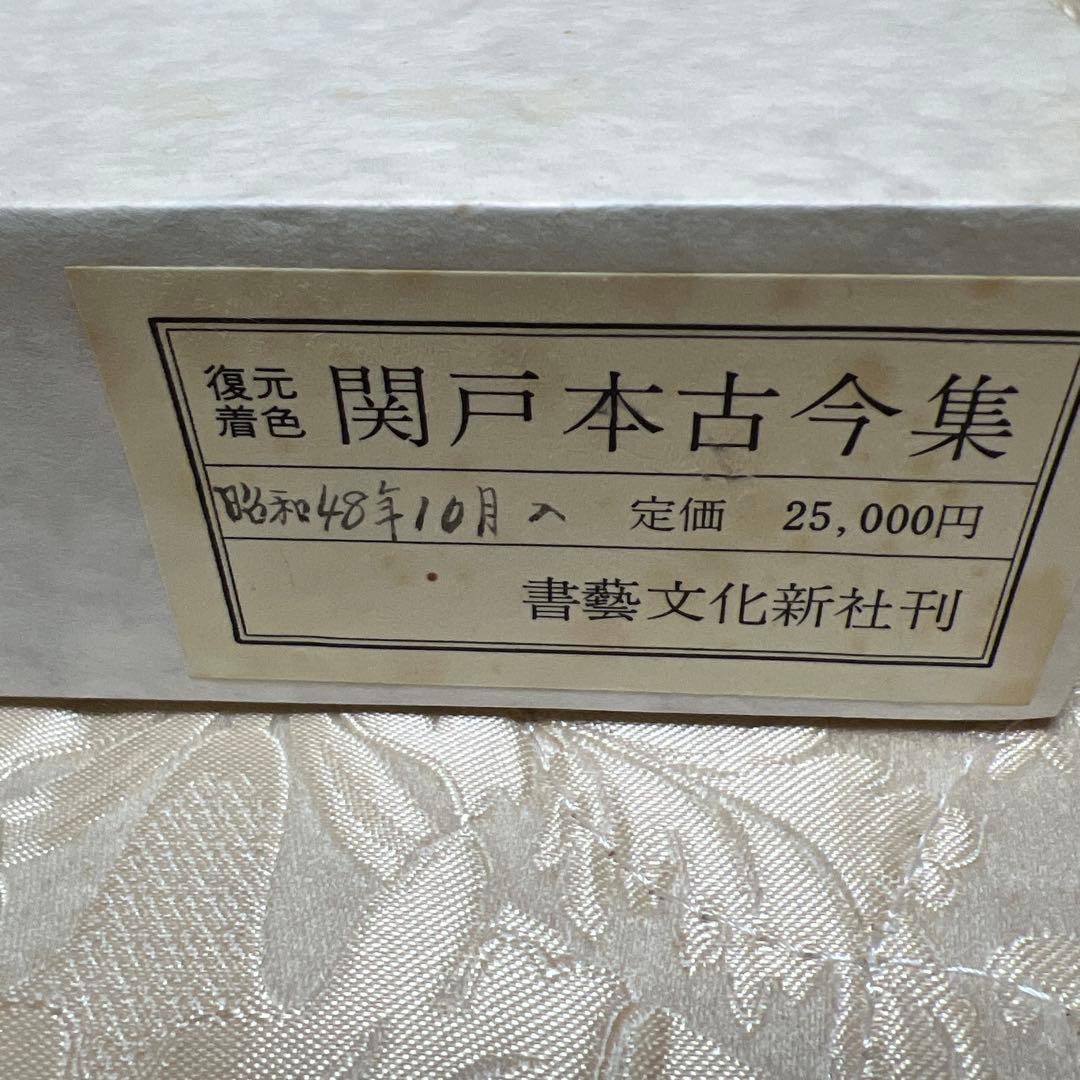 復元
着色
関戸本古今集
昭和48年10月入 定価 25,000円
書藝文化新社刊